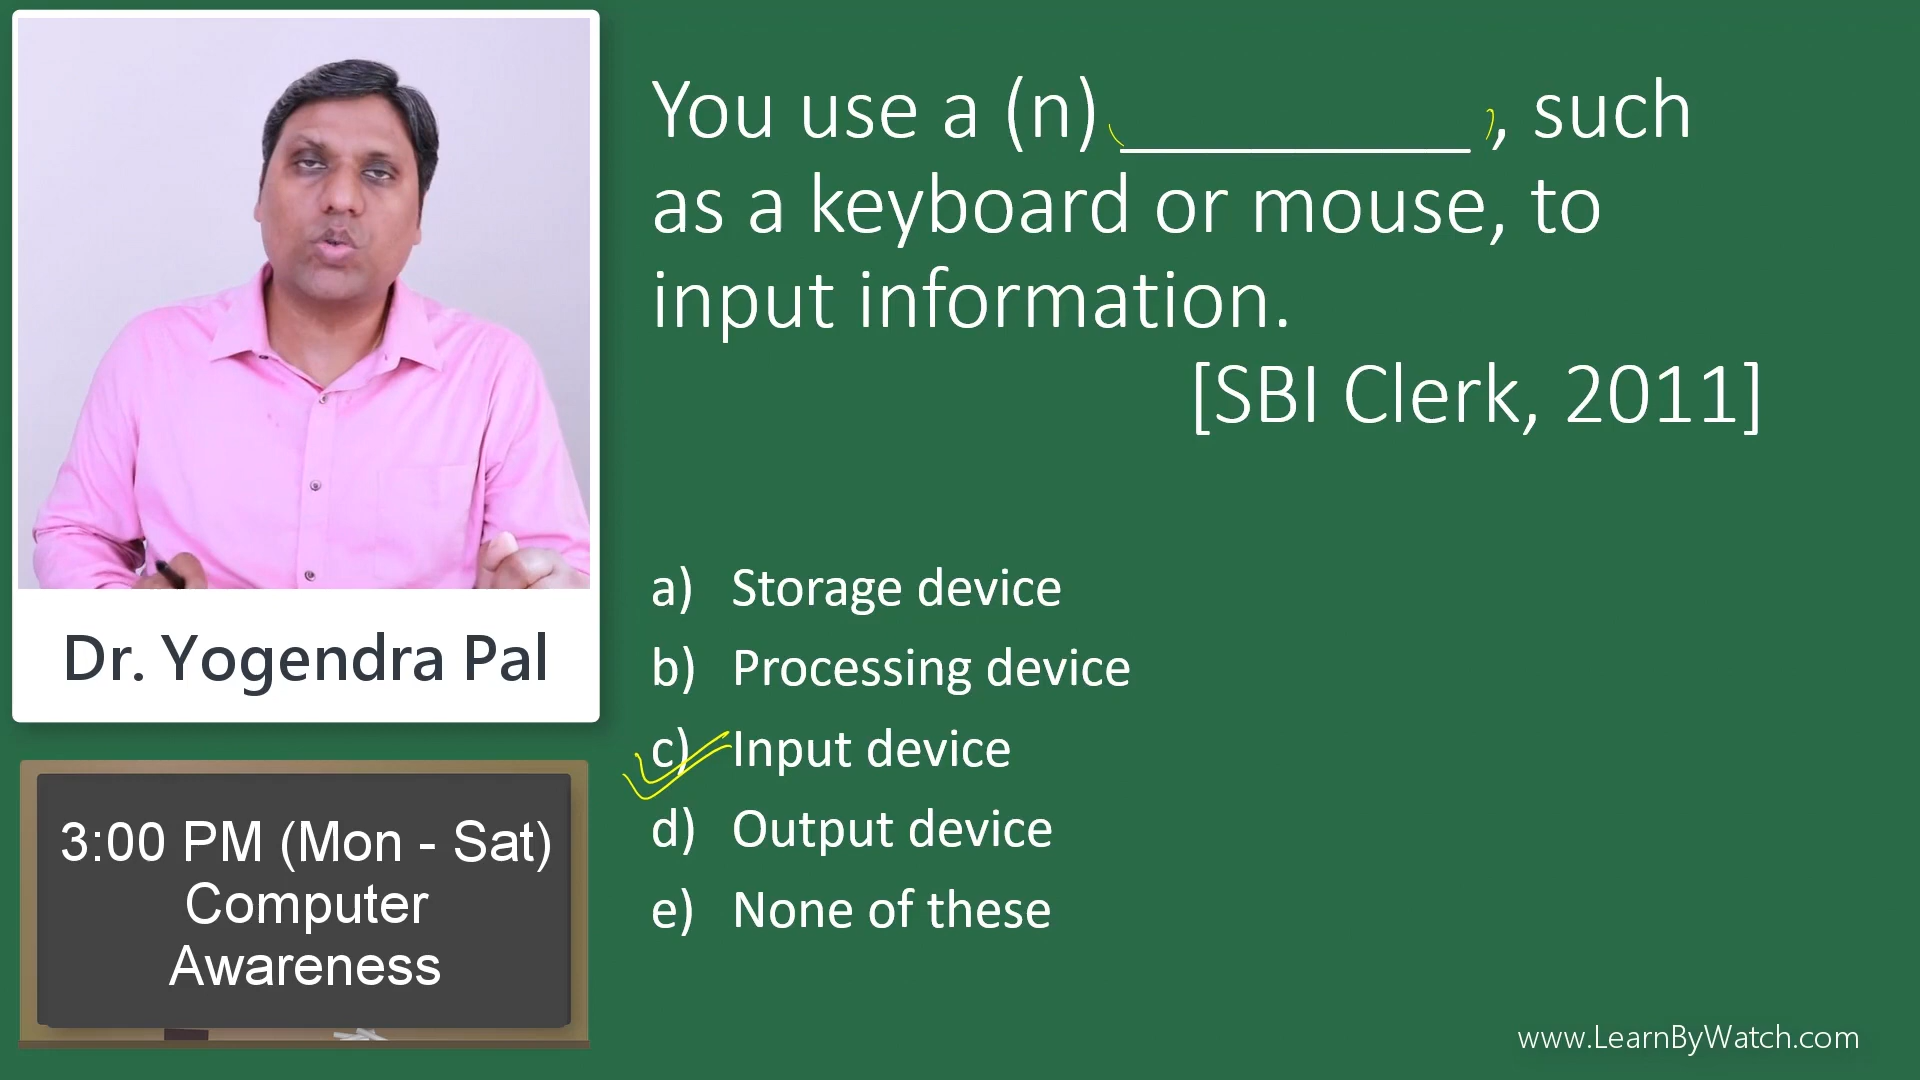 You use a (n) __________ , such
as a keyboard or mouse, to
input information.
[SBI Clerk, 2011]
a) Storage device
b) Processing device
c) Input device
d) Output device
e) None of these
Dr. Yogendra Pal
3:00 PM (Mon - Sat)
Computer
Awareness
www.LearnByWatch.com